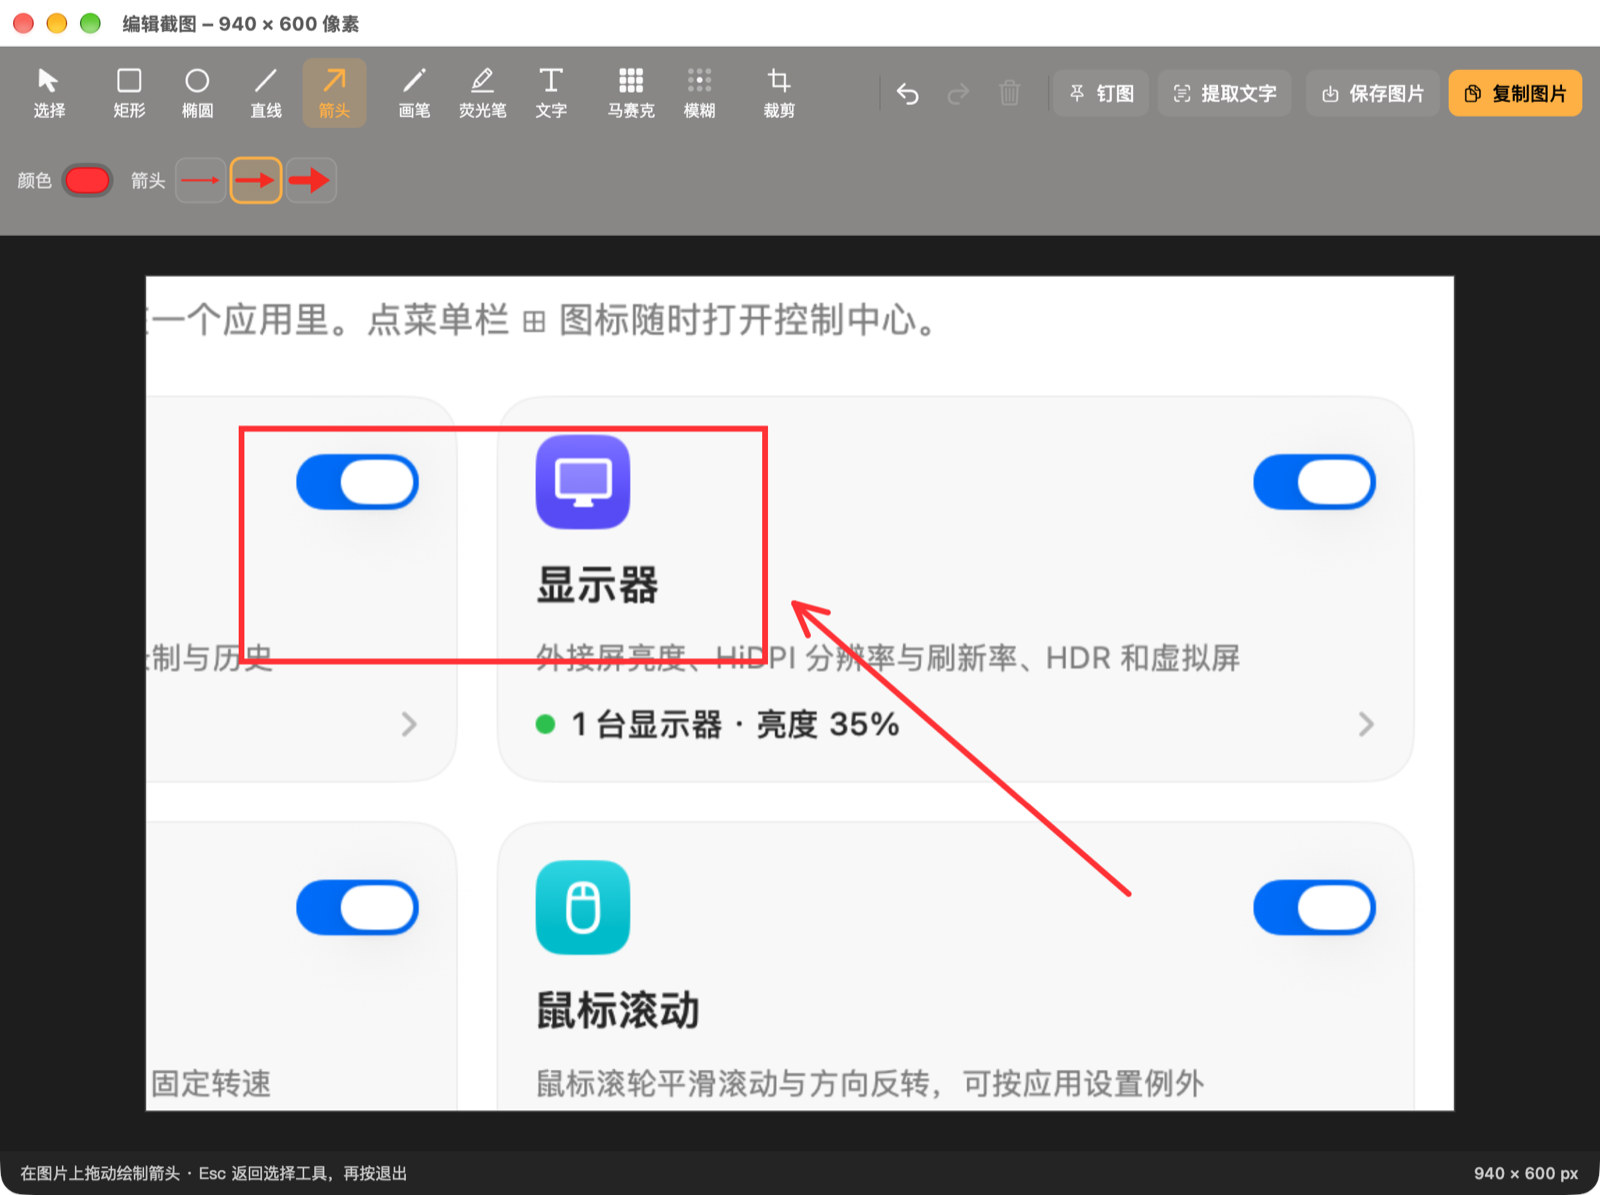 编辑截图 – 940 × 600 像素
选择 矩形 椭圆 直线 箭头 画笔 荧光笔 文字 马赛克 模糊 裁剪 钉图 提取文字 保存图片 复制图片
颜色 箭头
一个应用里。点菜单栏 图标随时打开控制中心。
显示器
制与历史
外接屏亮度、HiDPI 分辨率与刷新率、HDR 和虚拟屏
1 台显示器 · 亮度 35%
鼠标滚动
固定转速
鼠标滚轮平滑滚动与方向反转，可按应用设置例外
在图片上拖动绘制箭头 · Esc 返回选择工具，再按退出
940 × 600 px